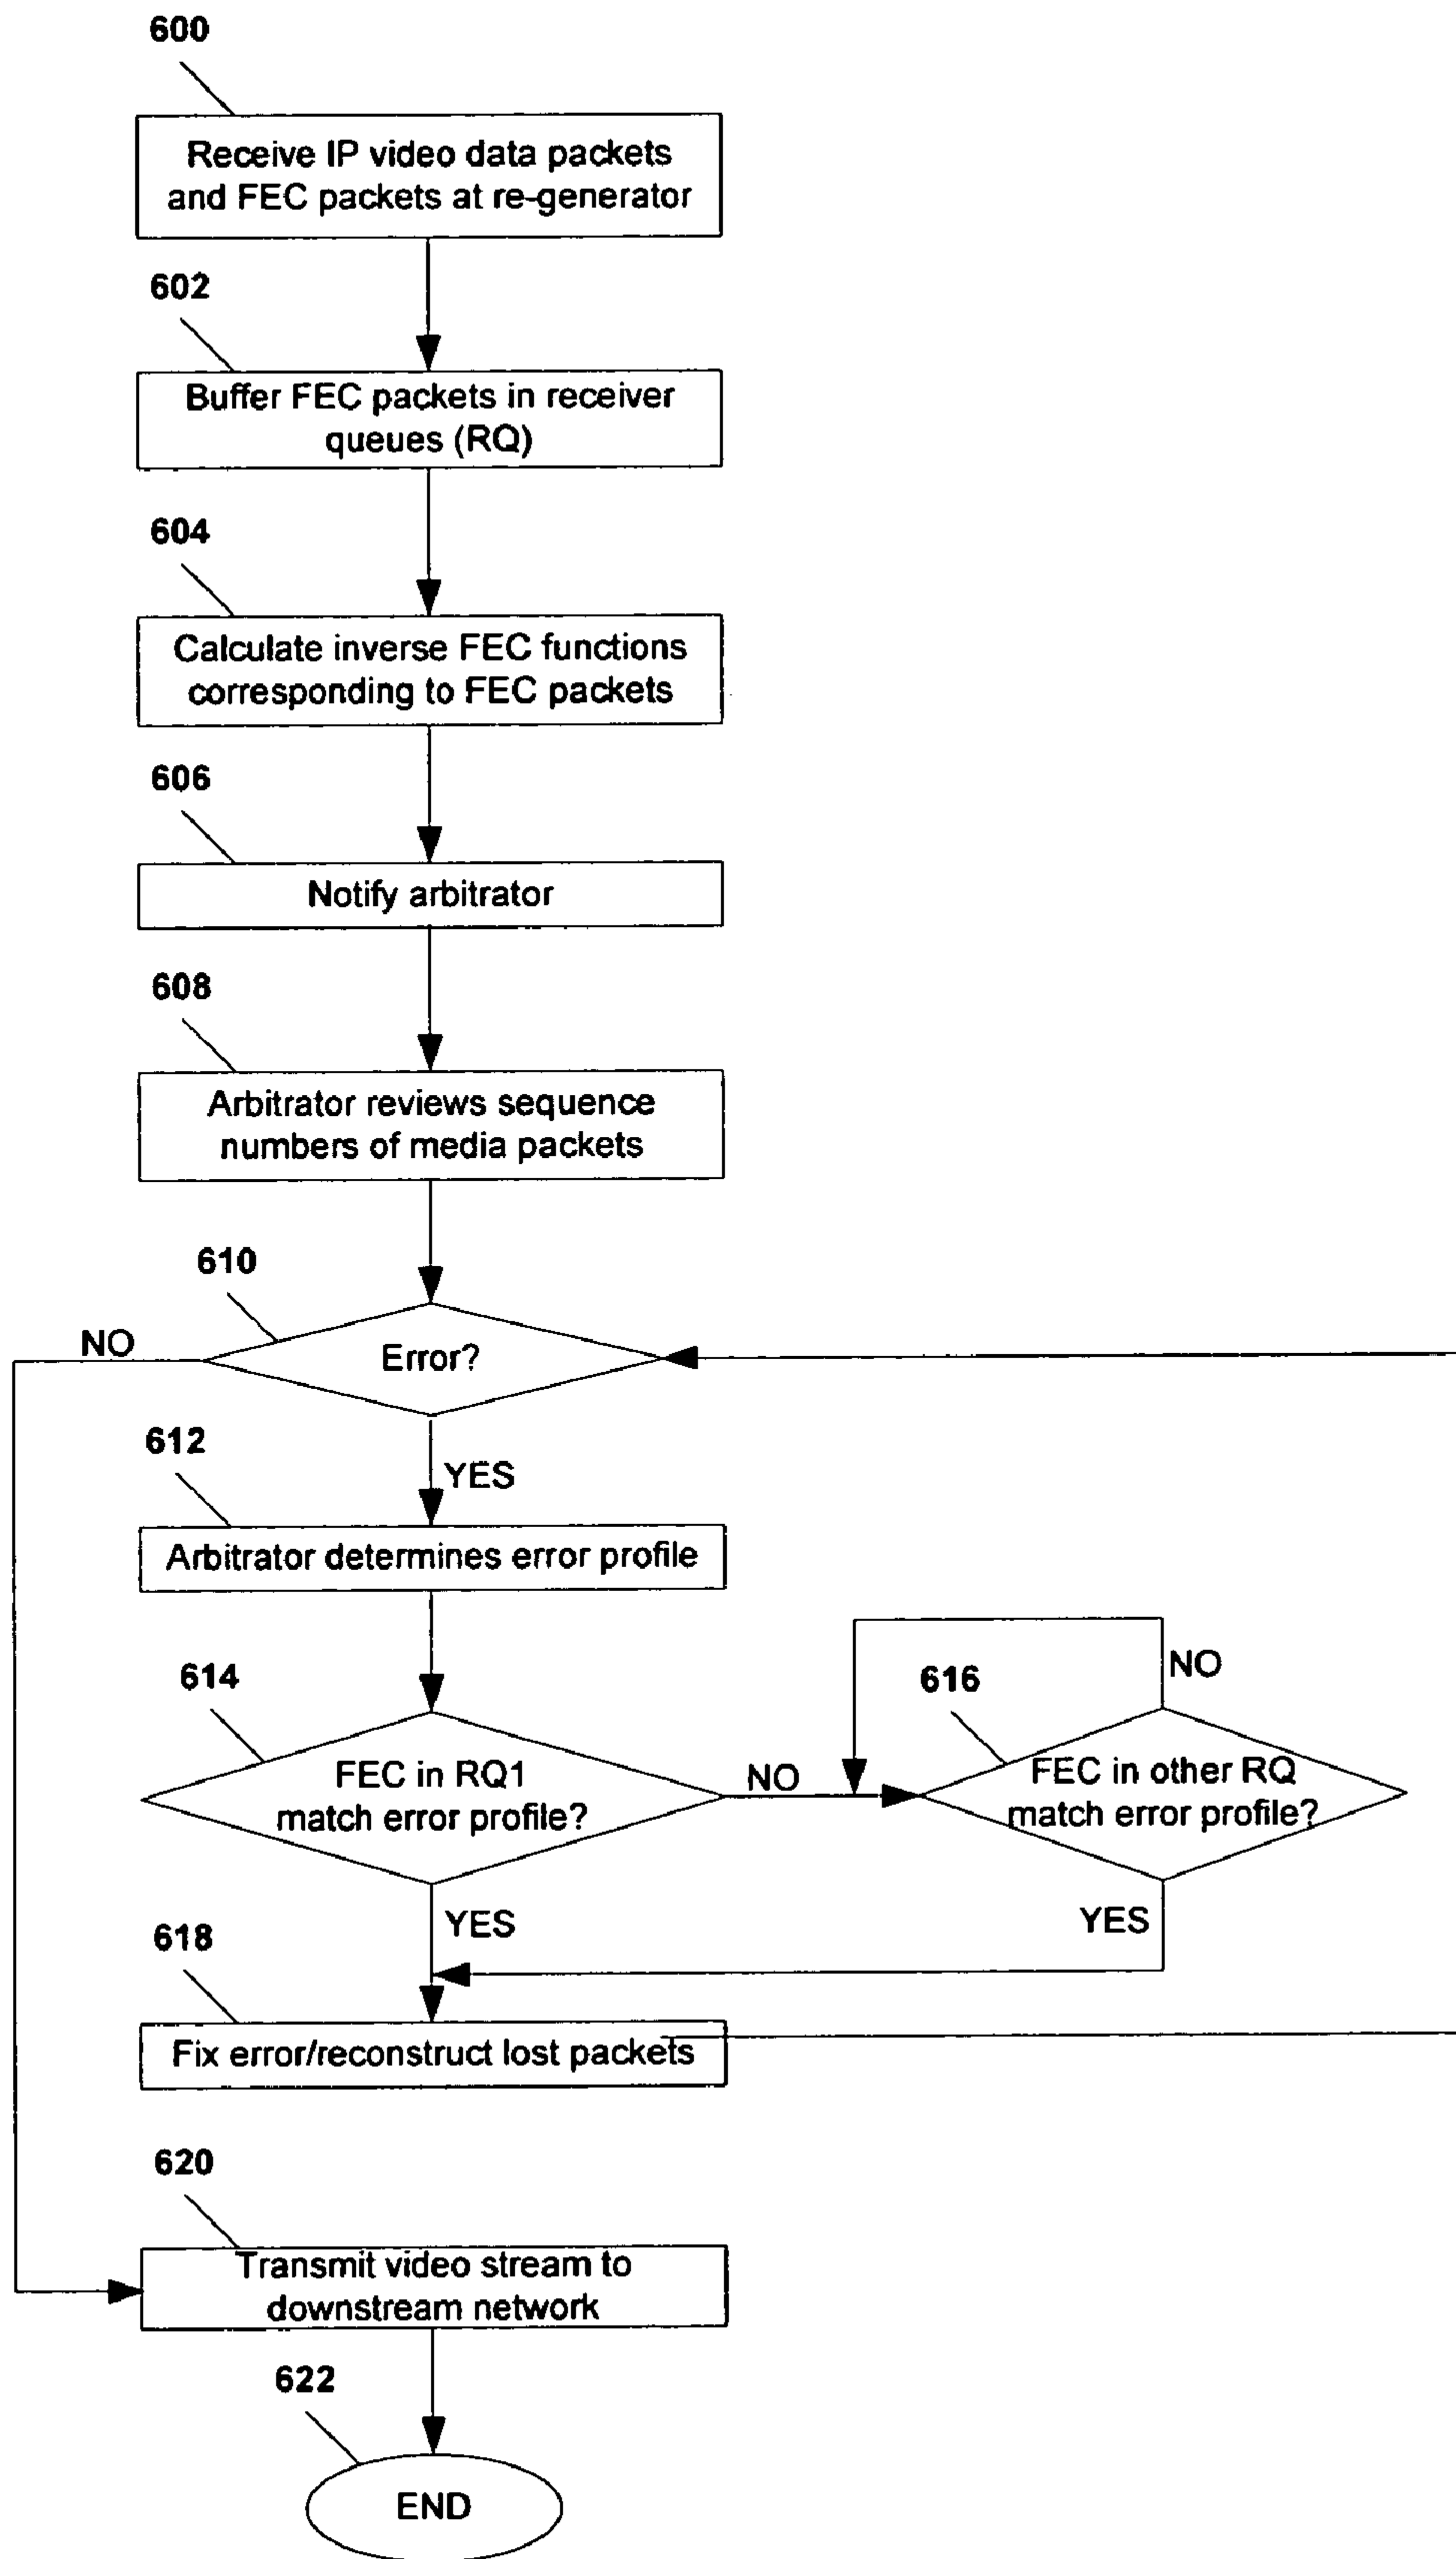 600
Receive IP video data packets
and FEC packets at re-generator
602
Buffer FEC packets in receiver
queues (RQ)
604
Calculate inverse FEC functions
corresponding to FEC packets
606
Notify arbitrator
608
Arbitrator reviews sequence
numbers of media packets
610
NO
Error?
612
YES
Arbitrator determines error profile
614
FEC in RQ1
match error profile?
NO
616
NO
FEC in other RQ
match error profile?
YES
YES
618
Fix error/reconstruct lost packets
620
Transmit video stream to
downstream network
622
END